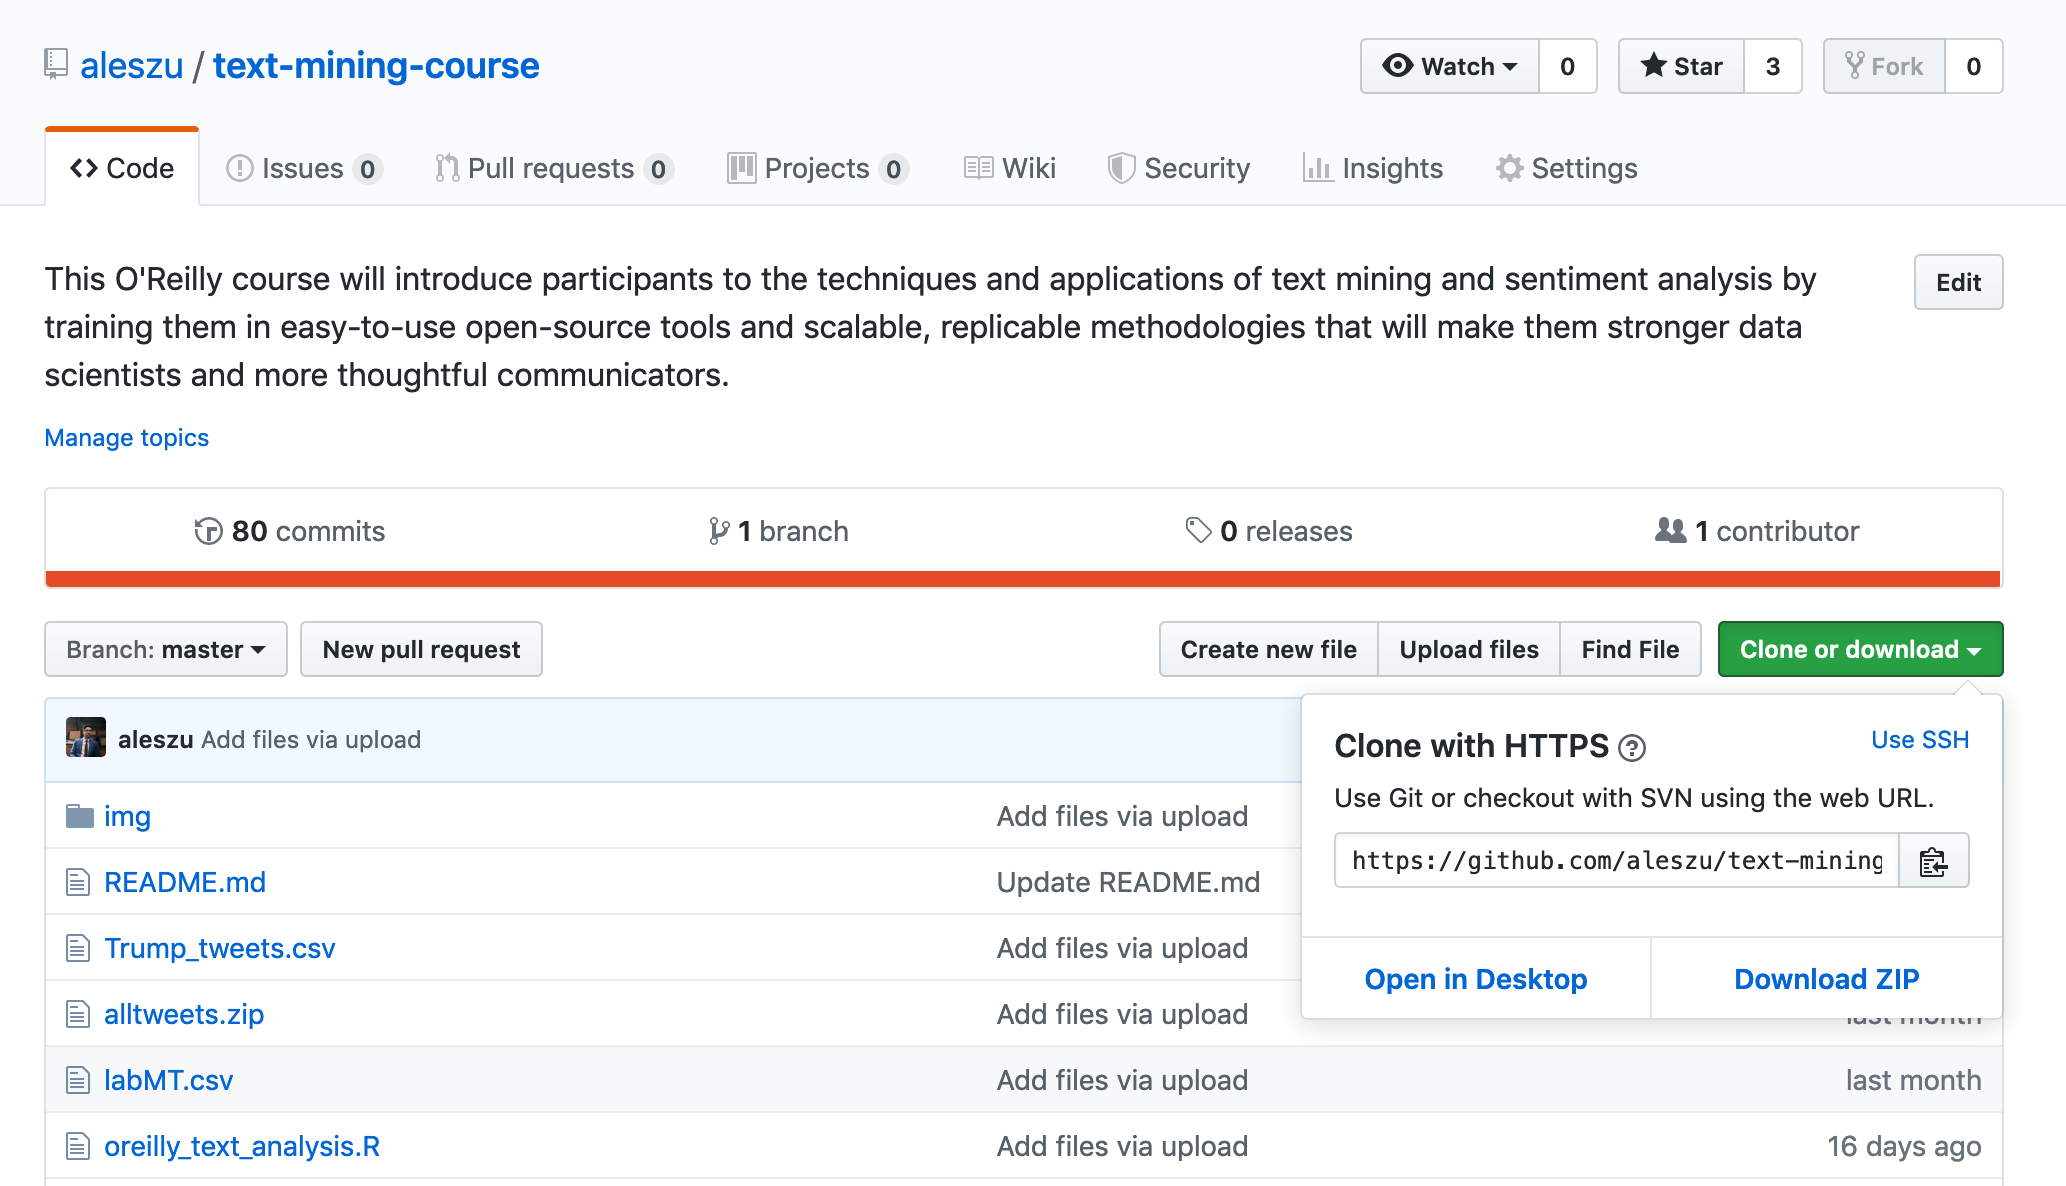 aleszu / text-mining-course
Watch 0 Star 3 Fork 0
Code Issues 0 Pull requests 0 Projects 0 Wiki Security Insights Settings
This O'Reilly course will introduce participants to the techniques and applications of text mining and sentiment analysis by
training them in easy-to-use open-source tools and scalable, replicable methodologies that will make them stronger data
scientists and more thoughtful communicators.
Edit
Manage topics
80 commits 1 branch 0 releases 1 contributor
Branch: master New pull request Create new file Upload files Find File Clone or download
aleszu Add files via upload
Clone with HTTPS ? Use SSH
Use Git or checkout with SVN using the web URL.
https://github.com/aleszu/text-mining
Open in Desktop Download ZIP
img Add files via upload
README.md Update README.md
Trump_tweets.csv Add files via upload
alltweets.zip Add files via upload last month
labMT.csv Add files via upload last month
oreilly_text_analysis.R Add files via upload 16 days ago